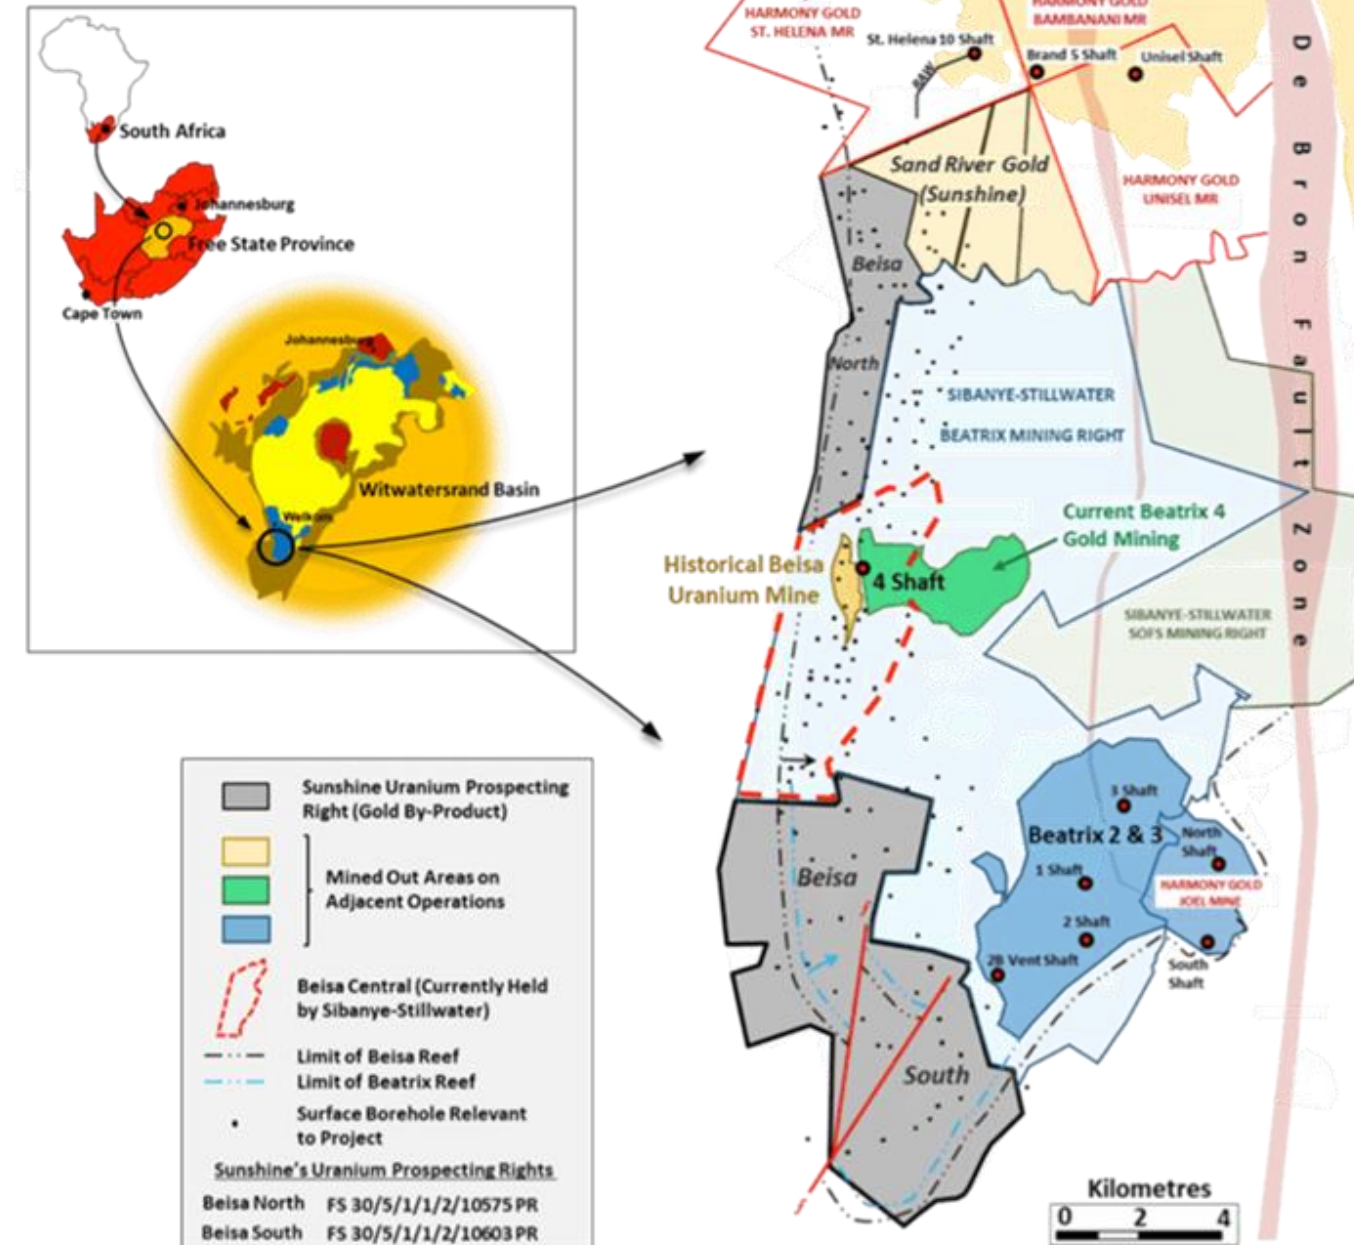 South Africa
Johannesburg
Free State Province
Cape Town
Johannesburg
Witwatersrand Basin
Welkom
HARMONY GOLD
ST. HELENA MR
HARMONY GOLD
BAMBANANI MR
St. Helena 10 Shaft
Brand 5 Shaft
Unisel Shaft
RAW
Sand River Gold
(Sunshine)
HARMONY GOLD
UNISEL MR
De Bron Fault Zone
Beisa
North
SIBANYE-STILLWATER
BEATRIX MINING RIGHT
Current Beatrix 4
Gold Mining
Historical Beisa
Uranium Mine
4 Shaft
SIBANYE-STILLWATER
SOFS MINING RIGHT
3 Shaft
Beatrix 2 & 3
North
Shaft
1 Shaft
HARMONY GOLD
JOEL MINE
2 Shaft
2B Vent Shaft
South
Shaft
Beisa
South
Kilometres
0 2 4
Sunshine Uranium Prospecting
Right (Gold By-Product)
Mined Out Areas on
Adjacent Operations
Beisa Central (Currently Held
by Sibanye-Stillwater)
Limit of Beisa Reef
Limit of Beatrix Reef
Surface Borehole Relevant
to Project
Sunshine's Uranium Prospecting Rights
Beisa North FS 30/5/1/1/2/10575 PR
Beisa South FS 30/5/1/1/2/10603 PR